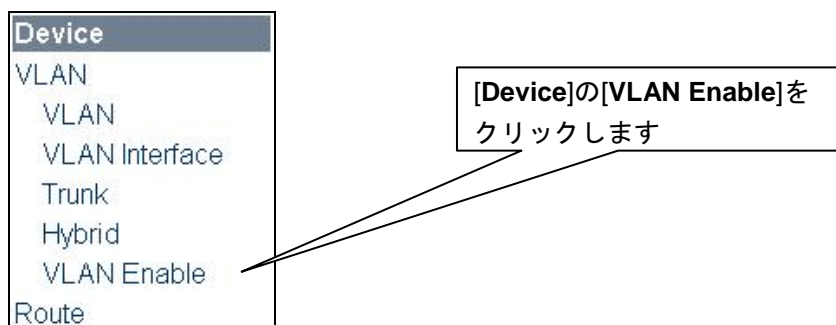 Device
VLAN
VLAN
VLAN Interface
Trunk
Hybrid
VLAN Enable
Route
[Device]の[VLAN Enable]を
クリックします